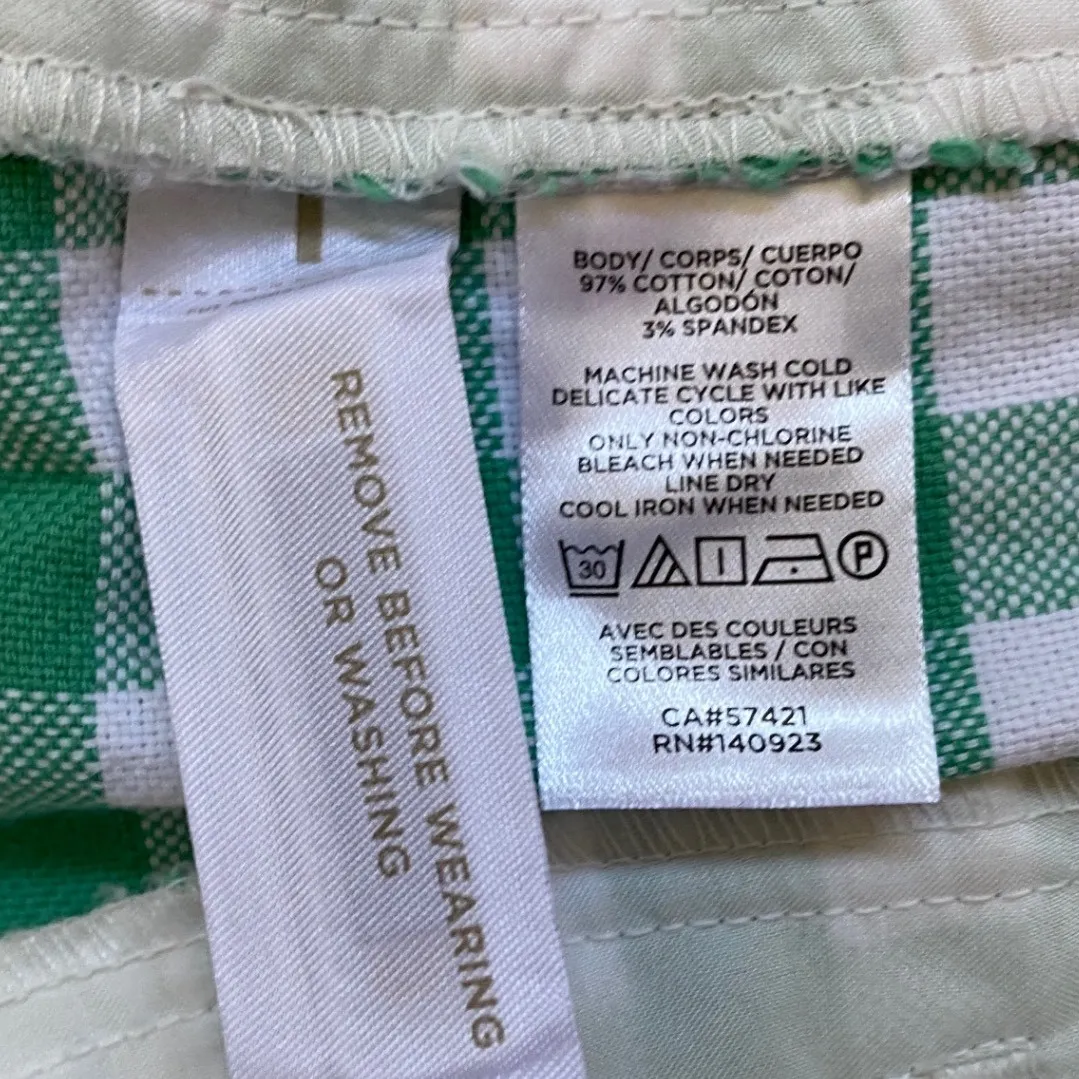 REMOVE BEFORE WEARING
OR WASHING
BODY/ CORPS/ CUERPO
97% COTTON/ COTON/
ALGODÓN
3% SPANDEX
MACHINE WASH COLD
DELICATE CYCLE WITH LIKE
COLORS
ONLY NON-CHLORINE
BLEACH WHEN NEEDED
LINE DRY
COOL IRON WHEN NEEDED
30 P
AVEC DES COULEURS
SEMBLABLES / CON
COLORES SIMILARES
CA#57421
RN#140923